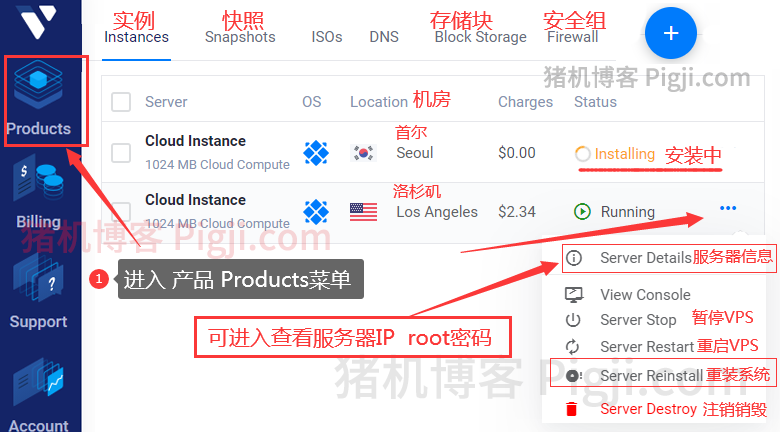 实例 快照 存储块 安全组
Instances Snapshots ISOs DNS Block Storage Firewall
+
猪机博客 Pigji.com
Products
Server OS Location 机房 Charges Status
首尔
Cloud Instance
1024 MB Cloud Compute Seoul $0.00 Installing 安装中
洛杉矶
Cloud Instance
1024 MB Cloud Compute Los Angeles $2.34 Running
Billing
猪机博客 Pigji.com
1 进入 产品 Products菜单
Server Details服务器信息
View Console
Support
Server Stop 暂停VPS
可进入查看服务器IP root密码
Server Restart 重启VPS
Server Reinstall 重装系统
猪机博客 Pigji.com
Server Destroy 注销销毁
Account